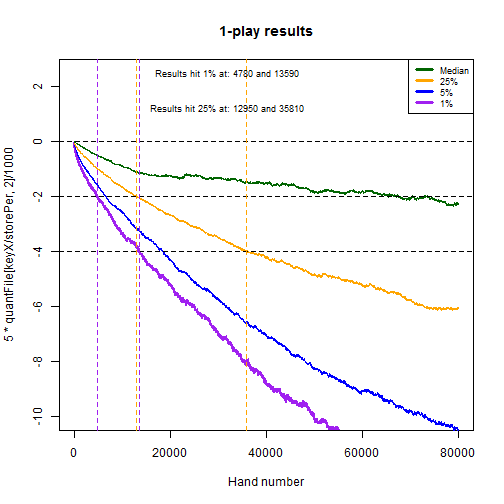 1-play results
Results hit 1% at: 4780 and 13590
Results hit 25% at: 12950 and 35810
Median
25%
5%
1%
5 * quantFile[keyX/storePer, 2]/1000
2
0
-2
-4
-6
-8
-10
0
20000
40000
60000
80000
Hand number